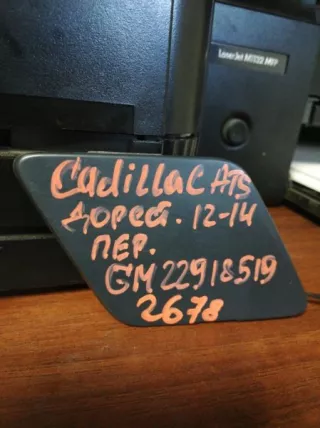 LaserJet M1132 MFP
Cadillac ATS
ДОРЕСТ. 12-14
ПЕР.
GM 22918519
2678